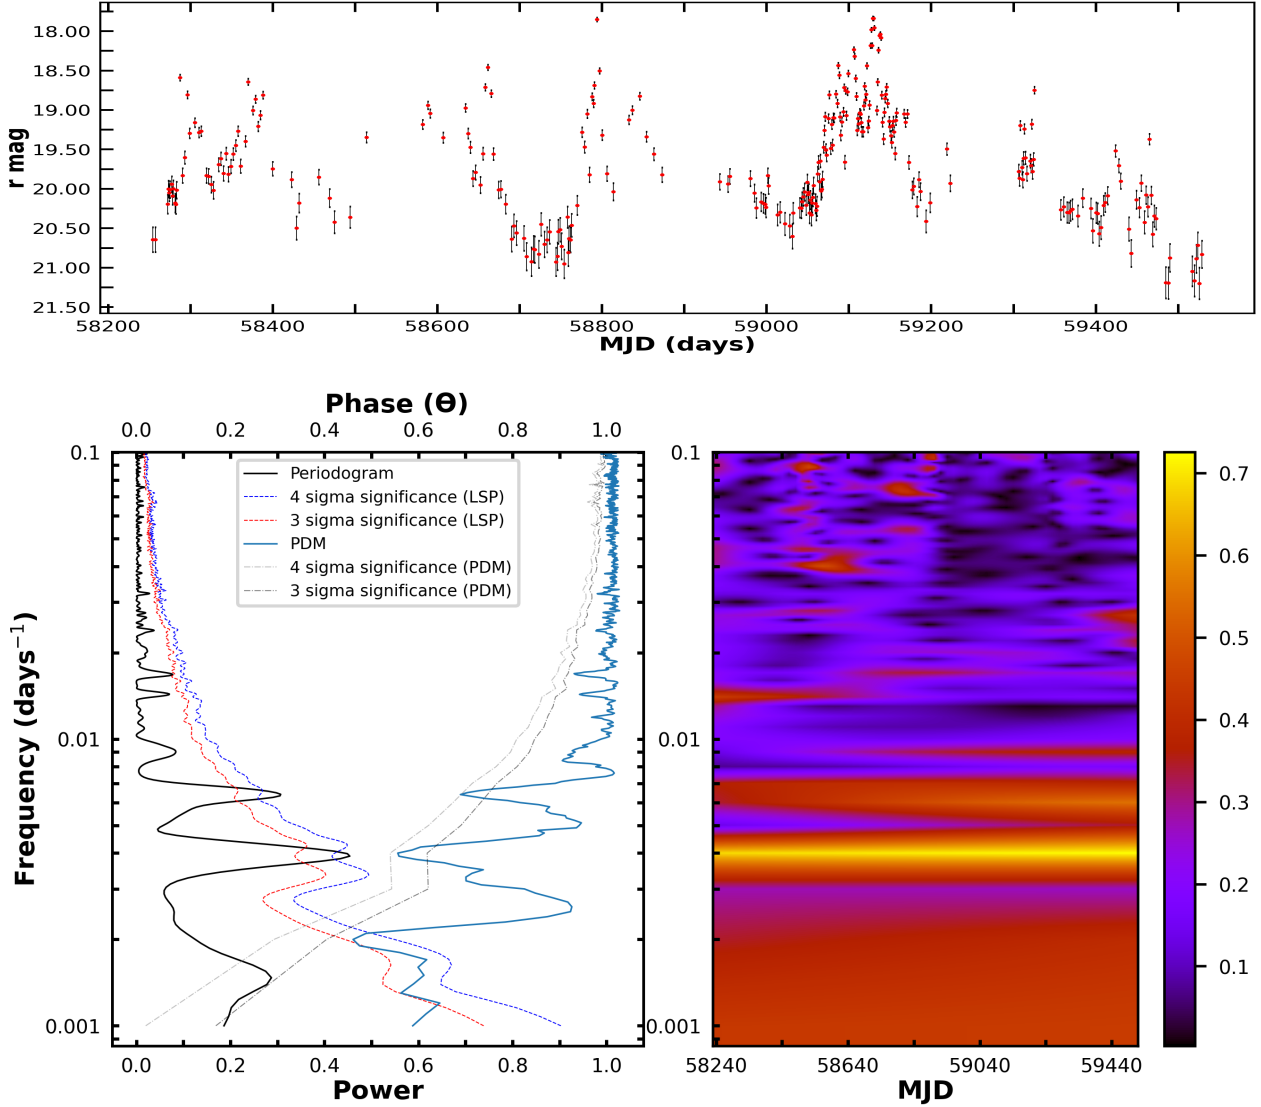 18.00
18.50
19.00
19.50
20.00
20.50
21.00
21.50
r mag
58200 58400 58600 58800 59000 59200 59400
MJD (days)
Phase (Θ)
0.0 0.2 0.4 0.6 0.8 1.0
0.1
0.01
0.001
Frequency (days⁻¹)
Periodogram
4 sigma significance (LSP)
3 sigma significance (LSP)
PDM
4 sigma significance (PDM)
3 sigma significance (PDM)
0.0 0.2 0.4 0.6 0.8 1.0
Power
0.1
0.01
0.001
58240 58640 59040 59440
MJD
0.7
0.6
0.5
0.4
0.3
0.2
0.1